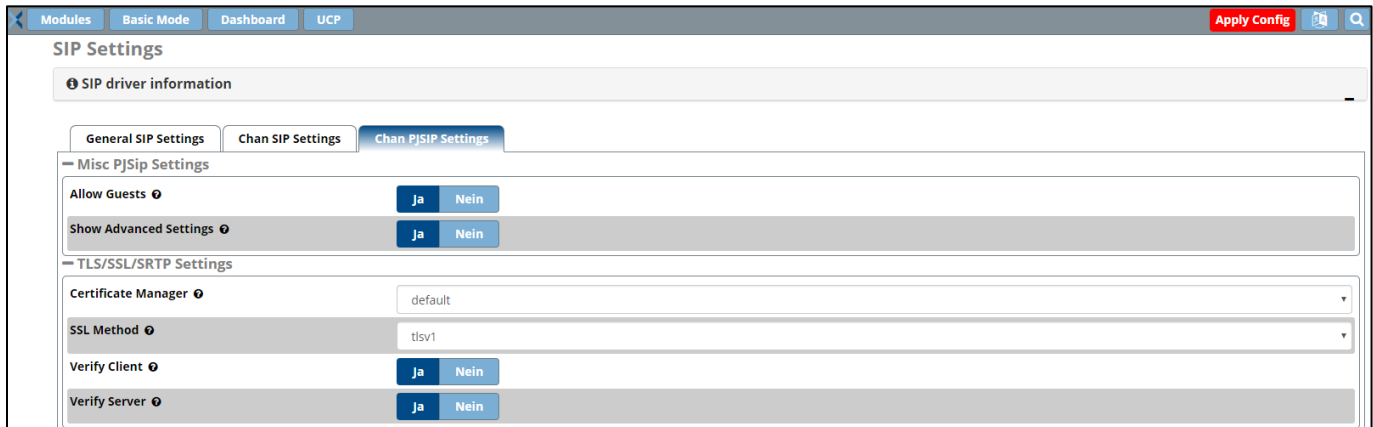 Modules Basic Mode Dashboard UCP Apply Config
SIP Settings
SIP driver information
General SIP Settings Chan SIP Settings Chan PJSIP Settings
Misc PJSip Settings
Allow Guests Ja Nein
Show Advanced Settings Ja Nein
TLS/SSL/SRTP Settings
Certificate Manager default
SSL Method tlsv1
Verify Client Ja Nein
Verify Server Ja Nein